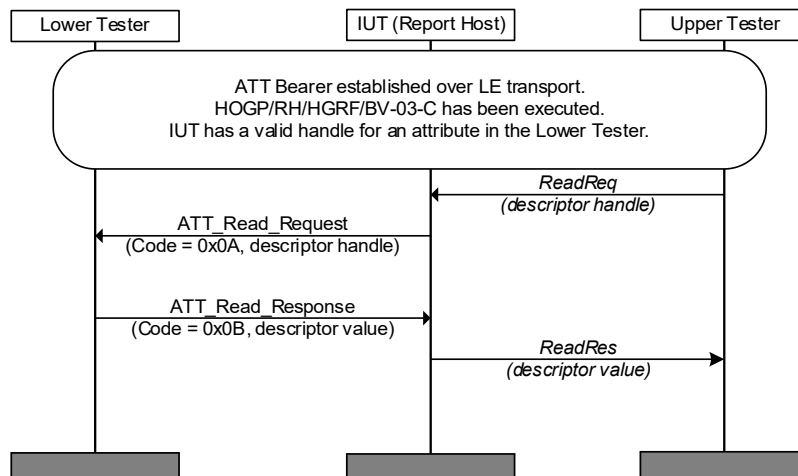 Lower Tester
IUT (Report Host)
Upper Tester
ATT Bearer established over LE transport.
HOGP/RH/HGRF/BV-03-C has been executed.
IUT has a valid handle for an attribute in the Lower Tester.
ReadReq
(descriptor handle)
ATT_Read_Request
(Code = 0x0A, descriptor handle)
ATT_Read_Response
(Code = 0x0B, descriptor value)
ReadRes
(descriptor value)